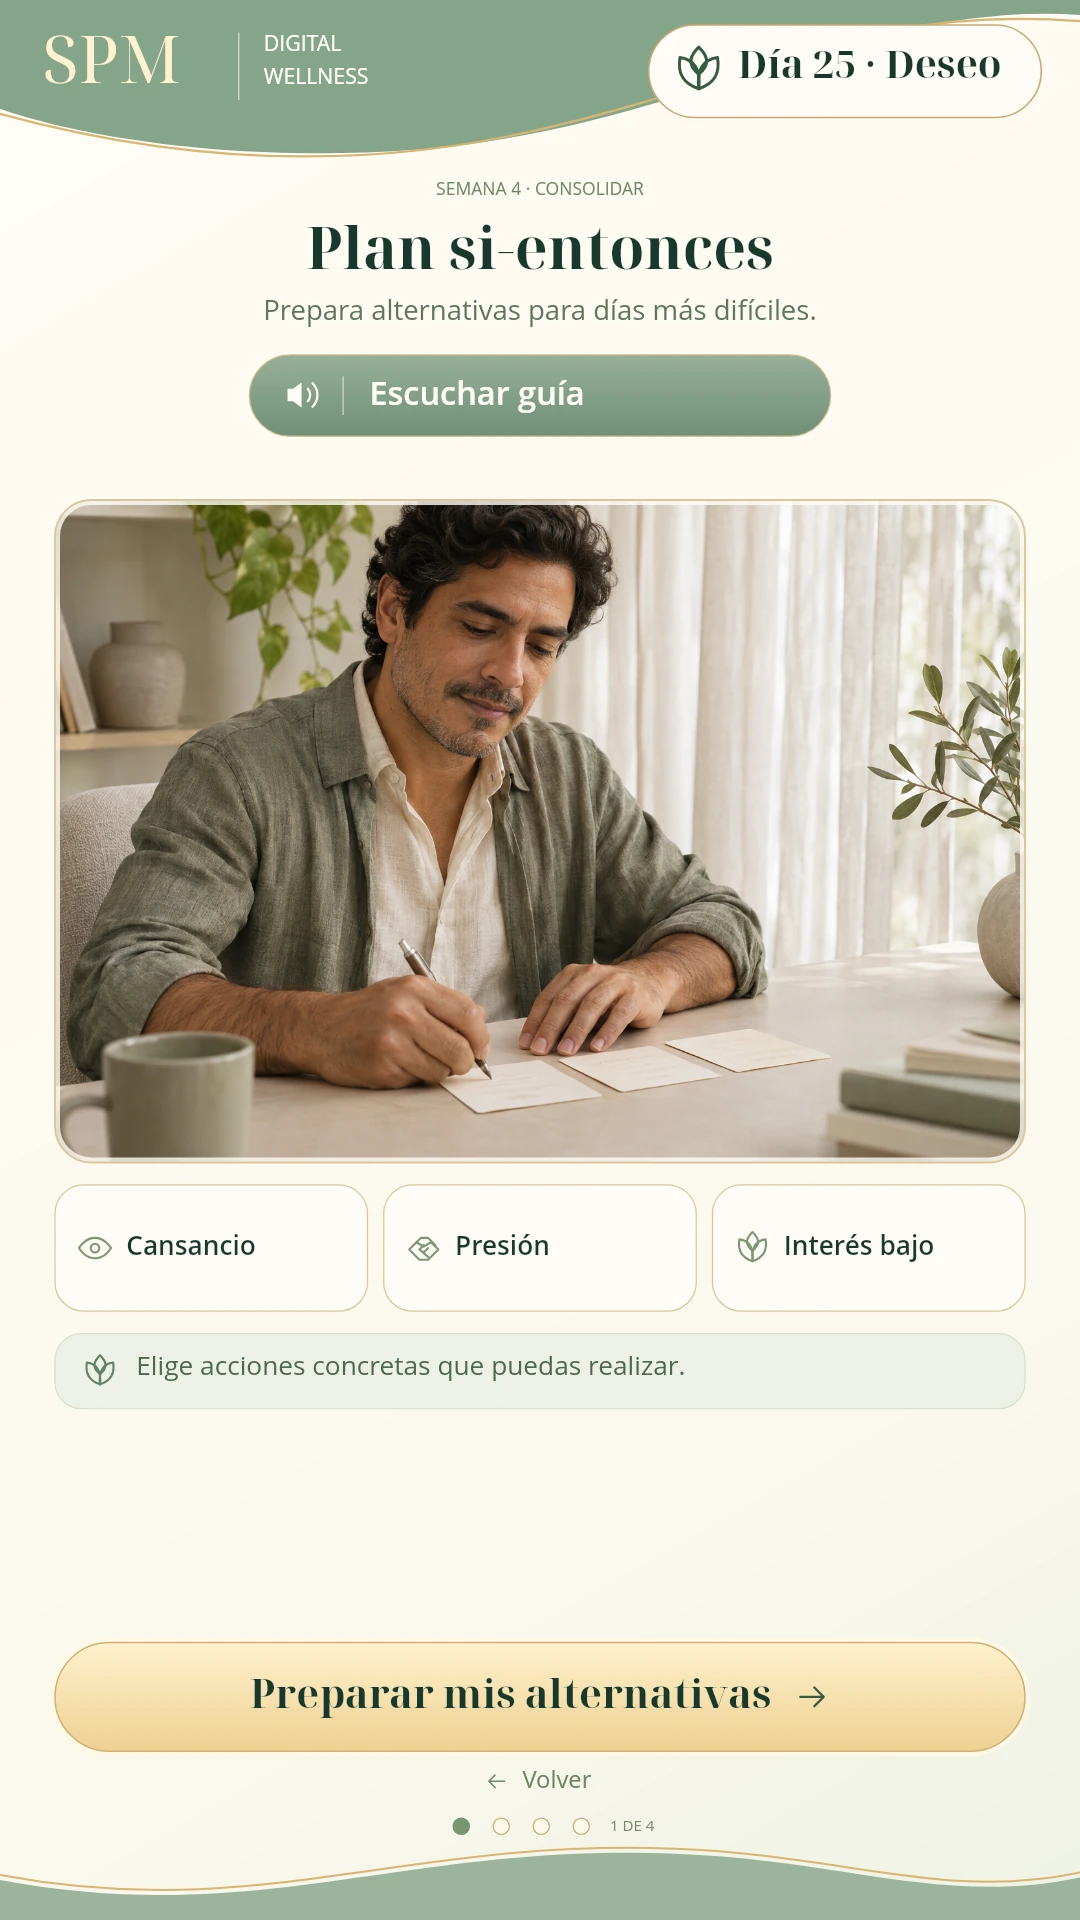 SPM
DIGITAL
WELLNESS
Día 25 · Deseo
SEMANA 4 · CONSOLIDAR
Plan si-entonces
Prepara alternativas para días más difíciles.
Escuchar guía
Cansancio
Presión
Interés bajo
Elige acciones concretas que puedas realizar.
Preparar mis alternativas →
← Volver
1 DE 4